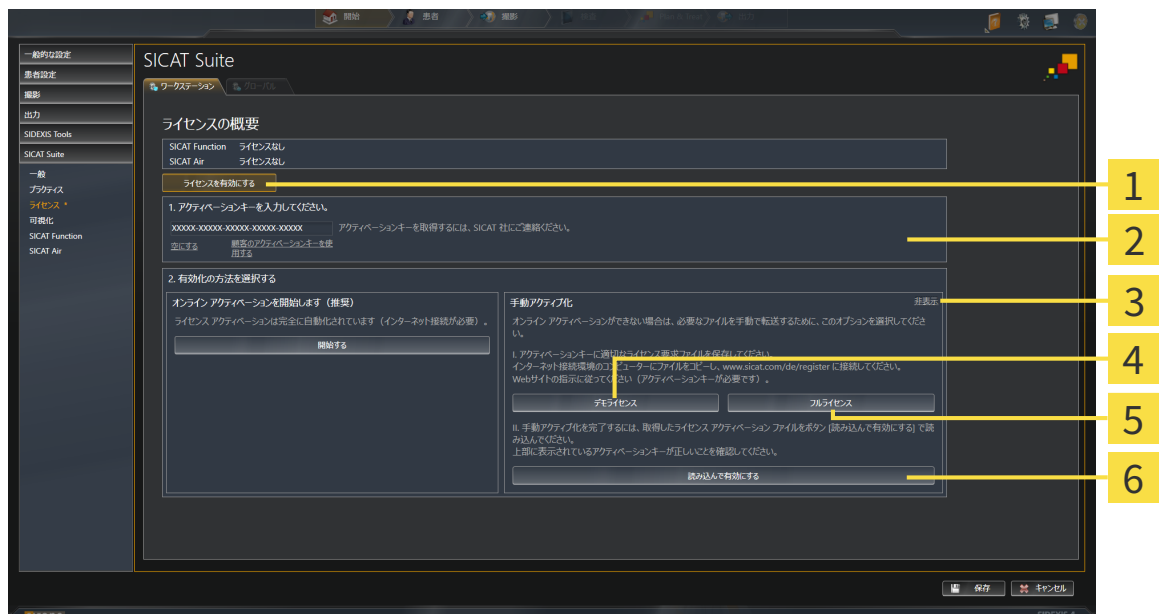 開始
患者
撮影
一般的な設定
患者設定
撮影
出力
SIDEXIS Tools
SICAT Suite
一般
プラクティス
ライセンス *
可視化
SICAT Function
SICAT Air
SICAT Suite
ワークステーション
グローバル
ライセンスの概要
SICAT Function ライセンスなし
SICAT Air ライセンスなし
ライセンスを有効にする
1. アクティベーションキーを入力してください。
XXXXX-XXXXX-XXXXX-XXXXX-XXXXX アクティベーションキーを取得するには、SICAT 社にご連絡ください。
空にする 顧客のアクティベーションキーを使
用する
2. 有効化の方法を選択する
オンライン アクティベーションを開始します（推奨）
ライセンス アクティベーションは完全に自動化されています（インターネット接続が必要）。
開始する
手動アクティブ化 非表示
オンライン アクティベーションができない場合は、必要なファイルを手動で転送するために、このオプションを選択してくださ
い。
I. アクティベーションキーに適切なライセンス要求ファイルを保存してください。
インターネット接続環境のコンピューターにファイルをコピーし、www.sicat.com/de/register に接続してください。
Webサイトの指示に従ってください（アクティベーションキーが必要です）。
デモライセンス フルライセンス
II. 手動アクティブ化を完了するには、取得したライセンス アクティベーション ファイルをボタン [読み込んで有効にする] で読
み込んでください。
上部に表示されているアクティベーションキーが正しいことを確認してください。
読み込んで有効にする
保存 キャンセル
1
2
3
4
5
6